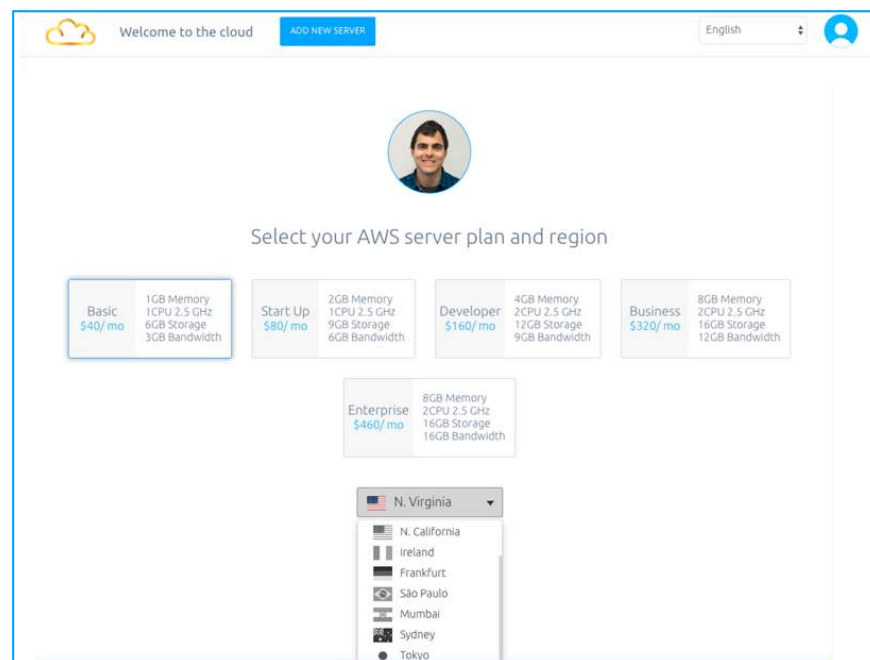 Welcome to the cloud
ADD NEW SERVER
English
Select your AWS server plan and region
Basic
$40/ mo
1GB Memory
1CPU 2.5 GHz
6GB Storage
3GB Bandwidth
Start Up
$80/ mo
2GB Memory
1CPU 2.5 GHz
9GB Storage
6GB Bandwidth
Developer
$160/ mo
4GB Memory
2CPU 2.5 GHz
12GB Storage
9GB Bandwidth
Business
$320/ mo
8GB Memory
2CPU 2.5 GHz
16GB Storage
12GB Bandwidth
Enterprise
$460/ mo
8GB Memory
2CPU 2.5 GHz
16GB Storage
16GB Bandwidth
N. Virginia
N. California
Ireland
Frankfurt
São Paulo
Mumbai
Sydney
Tokyo